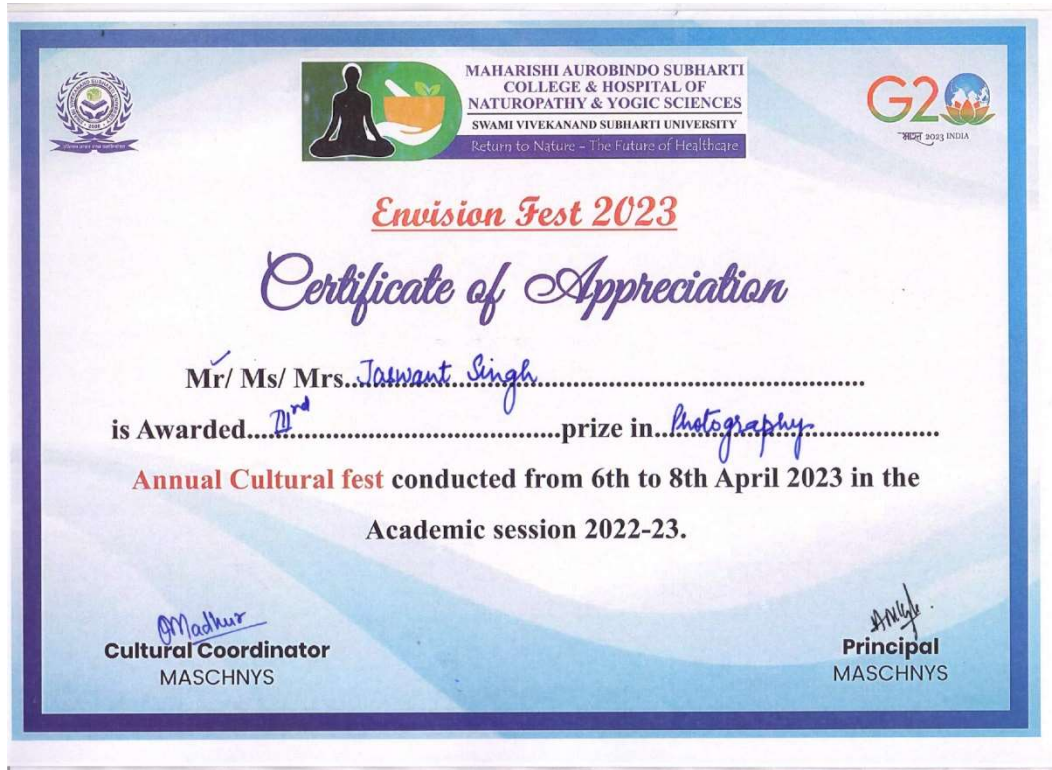 MAHARISHI AUROBINDO SUBHARTI
COLLEGE & HOSPITAL OF
NATUROPATHY & YOGIC SCIENCES
SWAMI VIVEKANAND SUBHARTI UNIVERSITY
Return to Nature – The Future of Healthcare
G20
भारत 2023 INDIA
Envision Fest 2023
Certificate of Appreciation
Mr/ Ms/ Mrs...Jaswant Singh...
is Awarded...III rd...prize in...Photography...
Annual Cultural fest conducted from 6th to 8th April 2023 in the
Academic session 2022-23.
Madhur
Cultural Coordinator
MASCHNYS
Principal
MASCHNYS